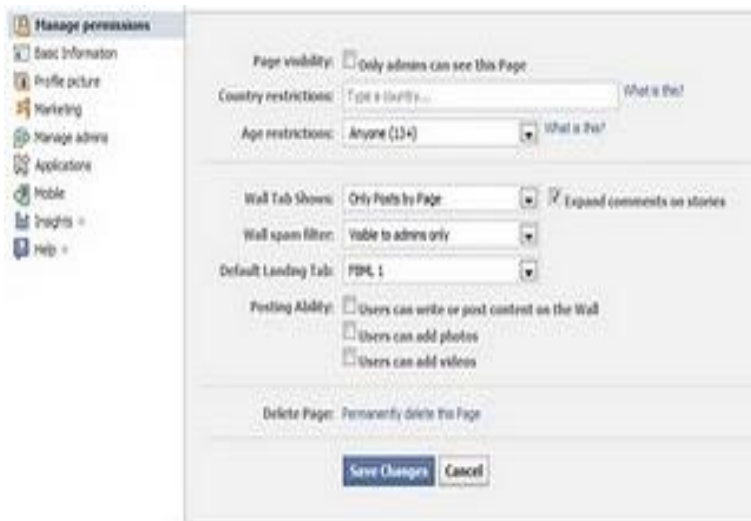 Manage permissions
Basic Information
Profile picture
Marketing
Manage admins
Applications
Mobile
Insights »
Help »
Page visibility: Only admins can see this Page
Country restrictions: Type a country... What is this?
Age restrictions: Anyone (13+) What is this?
Wall Tab Shows: Only Posts by Page Expand comments on stories
Wall spam filter: Visible to admins only
Default Landing Tab: FBML 1
Posting Ability: Users can write or post content on the Wall
Users can add photos
Users can add videos
Delete Page: Permanently delete this Page
Save Changes Cancel